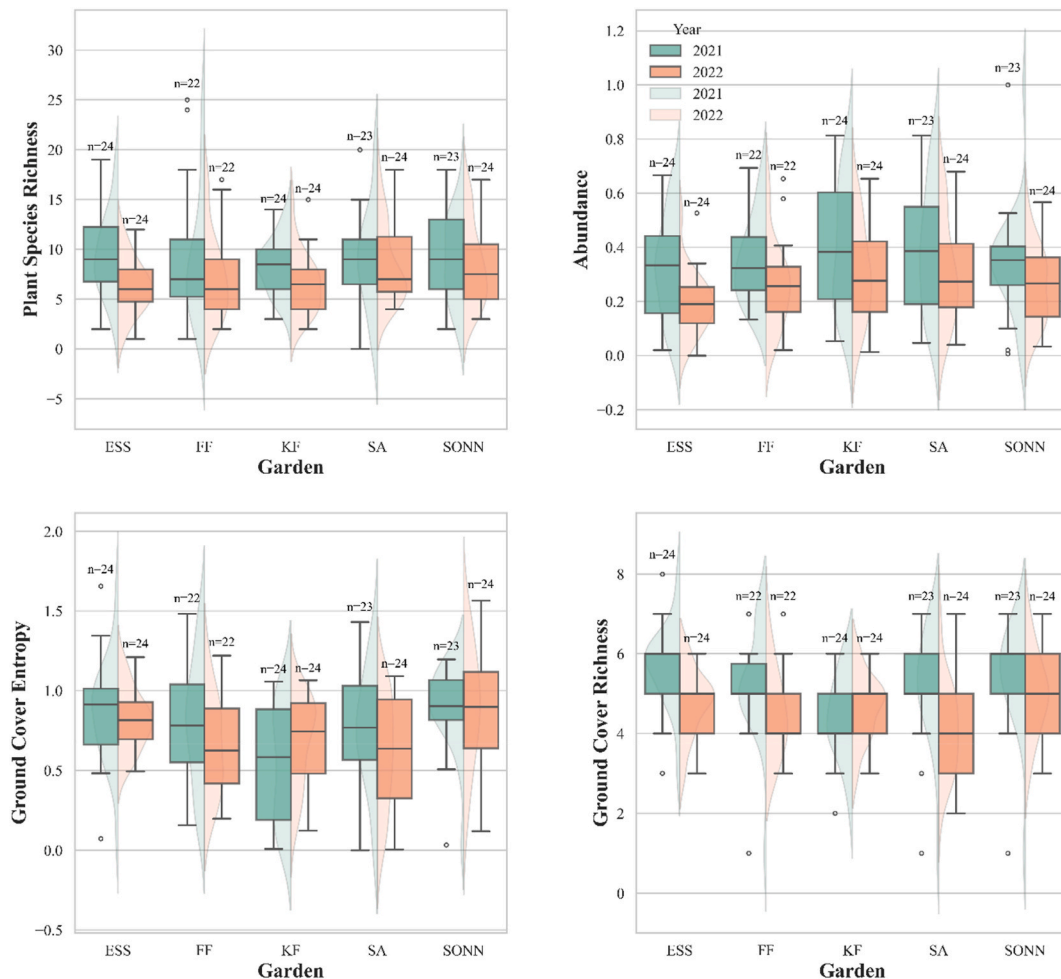 Plant Species Richness
30
25
20
15
10
5
0
−5
n−24
n−24
n=22
n=22
n=24
n−24
n−23
n−24
n=23
n−24
ESS
FF
KF
SA
SONN
Garden
Abundance
1.2
1.0
0.8
0.6
0.4
0.2
0.0
−0.2
Year
2021
2022
2021
2022
n−24
n−24
n=22
n=22
n−24
n−24
n−23
n−24
n−23
n−24
ESS
FF
KF
SA
SONN
Garden
Ground Cover Entropy
2.0
1.5
1.0
0.5
0.0
−0.5
n−24
n=24
n−22
n=22
n−24
n−24
n−23
n−24
n=23
n−24
ESS
FF
KF
SA
SONN
Garden
Ground Cover Richness
8
6
4
2
0
n−24
n−24
n=22
n−22
n−24
n−24
n=23
n−24
n=23
n−24
ESS
FF
KF
SA
SONN
Garden